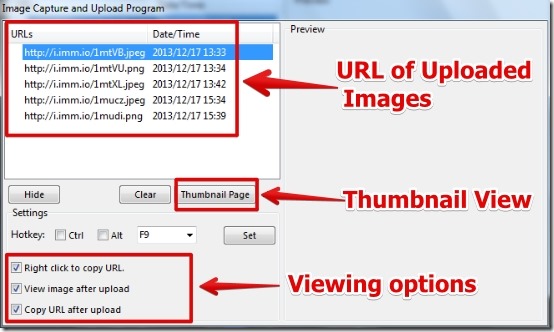 Image Capture and Upload Program
URLs Date/Time
http://i.imm.io/1mtVB.jpeg 2013/12/17 13:33
http://i.imm.io/1mtVU.png 2013/12/17 13:34
http://i.imm.io/1mtXL.jpeg 2013/12/17 13:42
http://i.imm.io/1mucz.jpeg 2013/12/17 15:34
http://i.imm.io/1mudi.png 2013/12/17 15:39
Preview
URL of Uploaded
Images
Hide Clear Thumbnail Page
Thumbnail View
Settings
Hotkey: Ctrl Alt F9 Set
Right click to copy URL.
View image after upload
Copy URL after upload
Viewing options